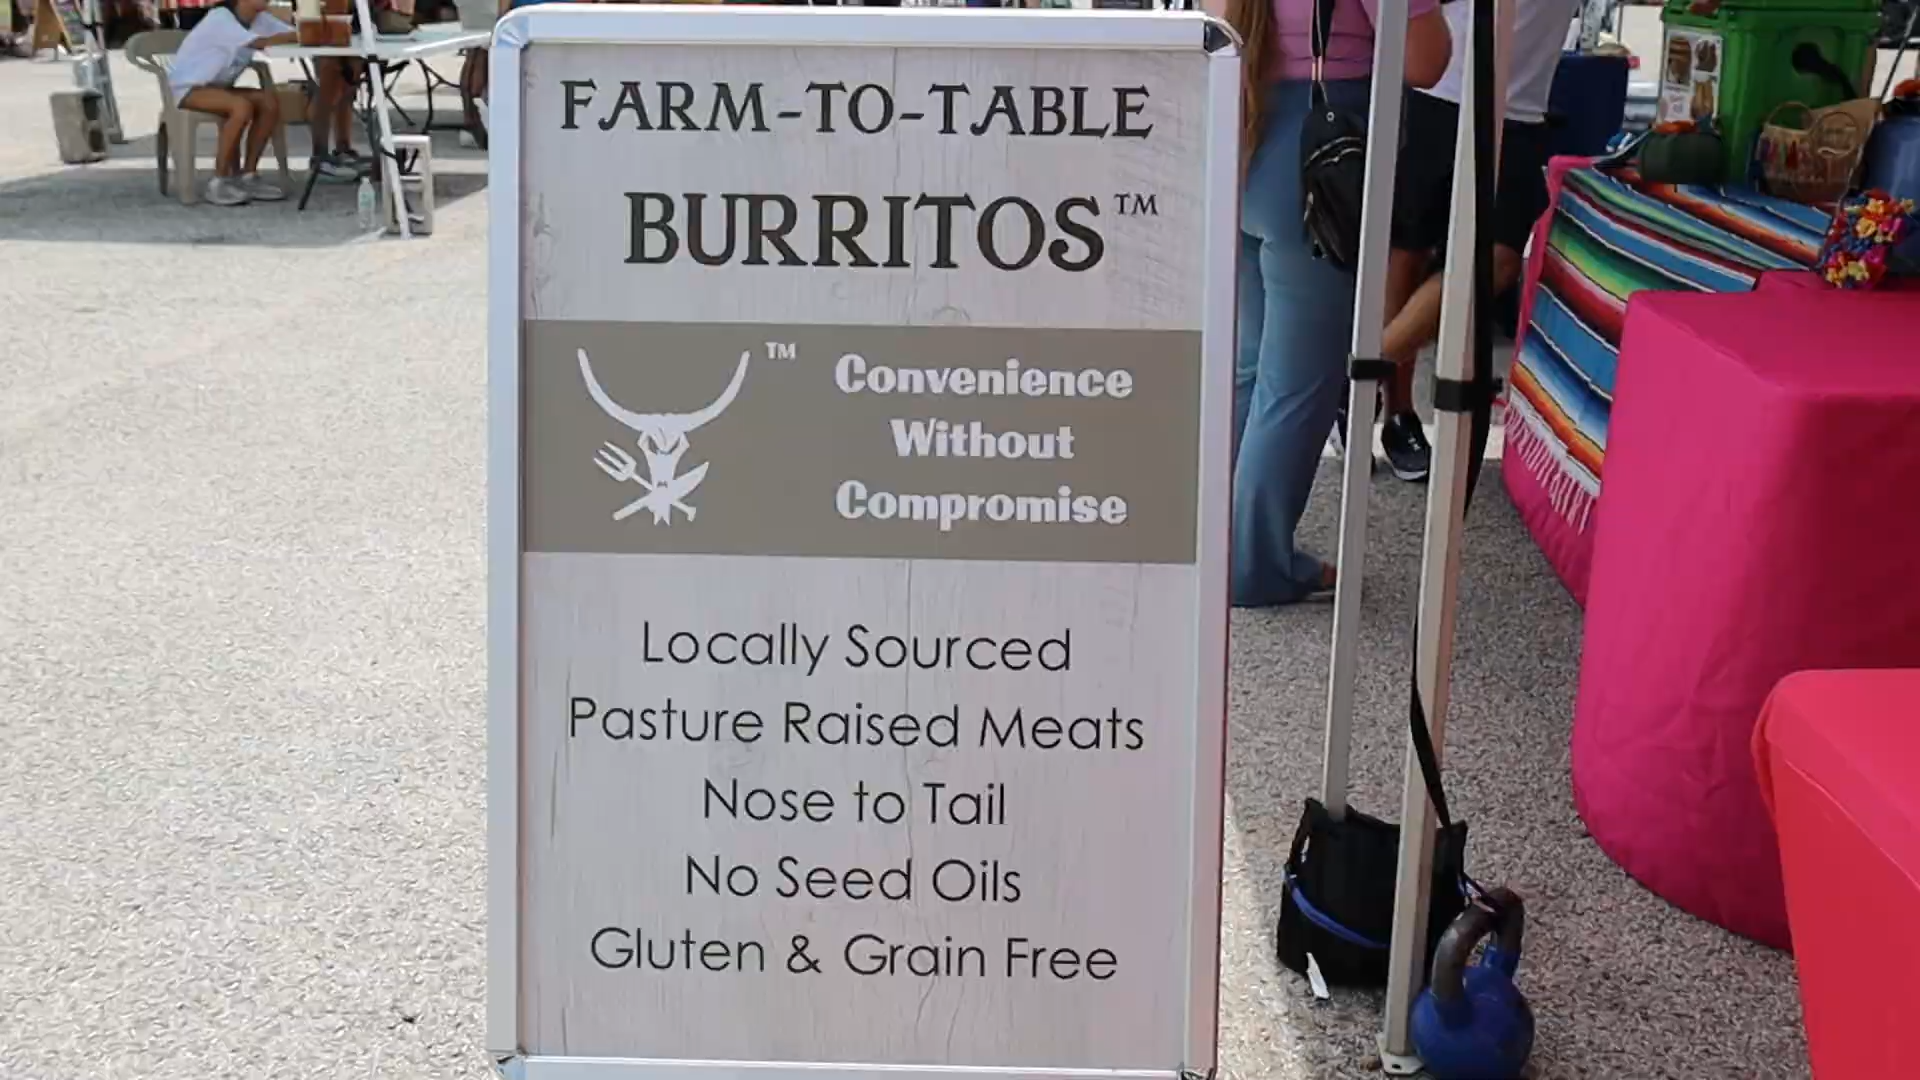 FARM-TO-TABLE
BURRITOS™
™
Convenience
Without
Compromise
Locally Sourced
Pasture Raised Meats
Nose to Tail
No Seed Oils
Gluten & Grain Free